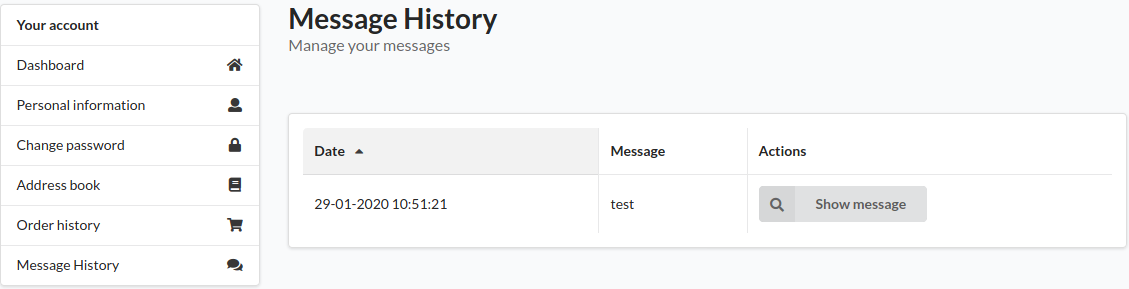 Your account
Dashboard
Personal information
Change password
Address book
Order history
Message History
Message History
Manage your messages
Date Message Actions
29-01-2020 10:51:21 test Show message